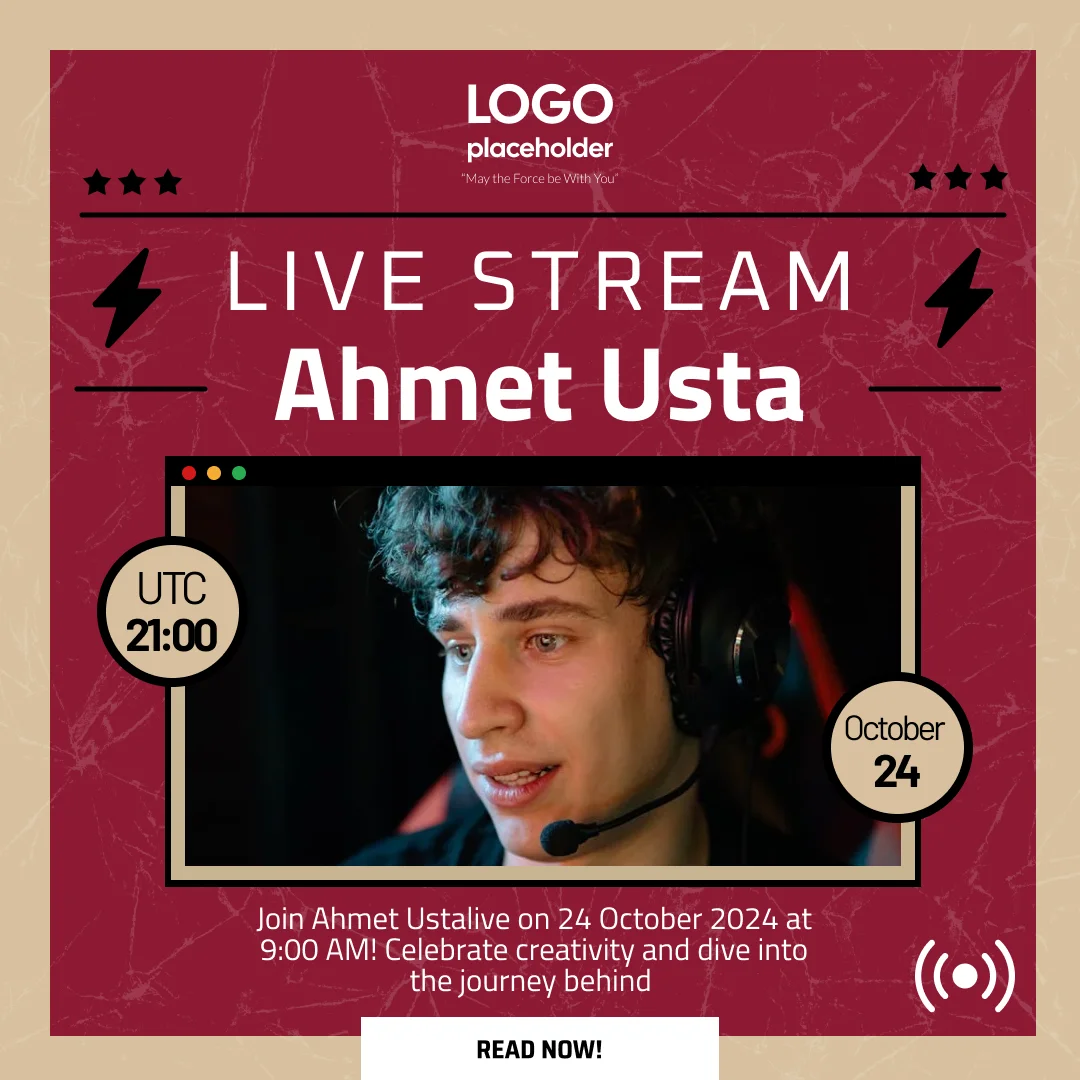 LOGO
placeholder
“May the Force be With You”
LIVE STREAM
Ahmet Usta
UTC
21:00
October
24
Join Ahmet Ustalive on 24 October 2024 at
9:00 AM! Celebrate creativity and dive into
the journey behind
READ NOW!